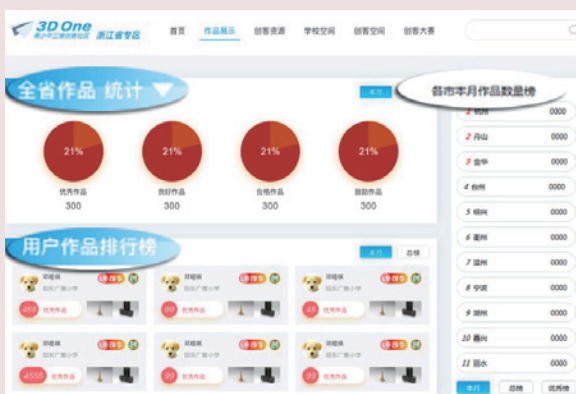 3D One
浙江省专区
首页 作品展示 创客资源 学校空间 创客空间 创客大赛
全省作品 统计
本月
21% 21% 21% 21%
优秀作品 良好作品 合格作品 鼓励作品
300 300 300 300
各市本月作品数量榜
1 杭州 0000
2 舟山 0000
3 金华 0000
4 台州 0000
5 绍兴 0000
6 衢州 0000
7 温州 0000
8 宁波 0000
9 湖州 0000
10 嘉兴 0000
11 丽水 0000
本月 总榜 优秀榜
用户作品排行榜
本月 总榜
优秀作品
99 优秀作品
45 优秀作品
4555 优秀作品
99 优秀作品
99 优秀作品